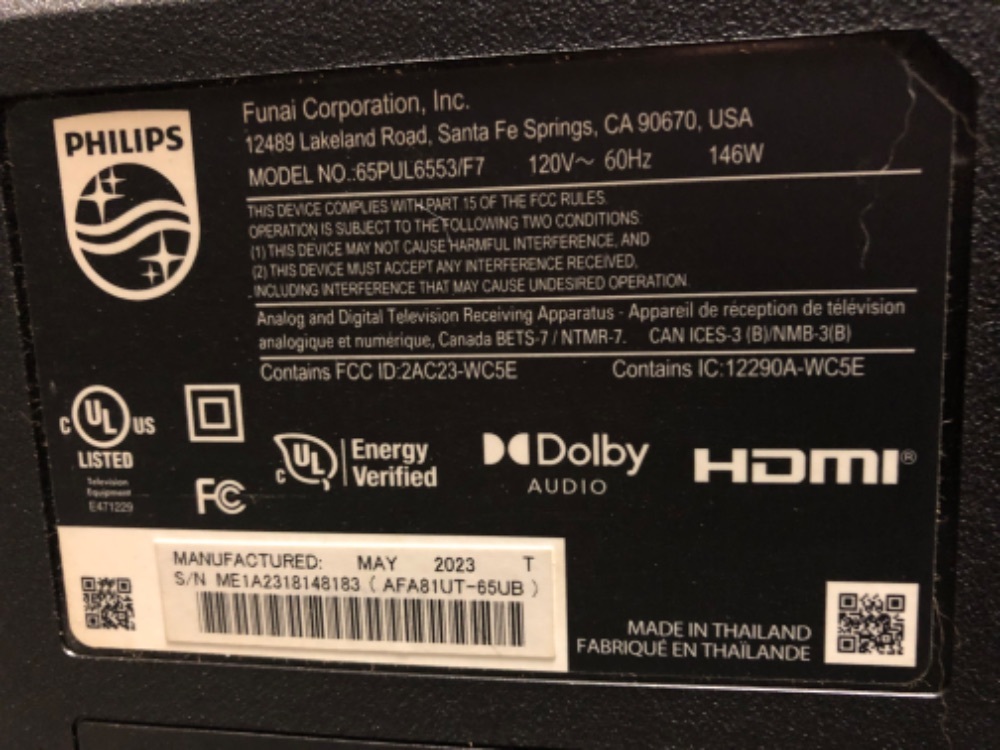 PHILIPS
Funai Corporation, Inc.
12489 Lakeland Road, Santa Fe Springs, CA 90670, USA
MODEL NO.:65PUL6553/F7 120V~ 60Hz 146W
THIS DEVICE COMPLIES WITH PART 15 OF THE FCC RULES.
OPERATION IS SUBJECT TO THE FOLLOWING TWO CONDITIONS:
(1) THIS DEVICE MAY NOT CAUSE HARMFUL INTERFERENCE, AND
(2) THIS DEVICE MUST ACCEPT ANY INTERFERENCE RECEIVED,
INCLUDING INTERFERENCE THAT MAY CAUSE UNDESIRED OPERATION.
Analog and Digital Television Receiving Apparatus - Appareil de réception de télévision
analogique et numérique, Canada BETS-7 / NTMR-7. CAN ICES-3 (B)/NMB-3(B)
Contains FCC ID:2AC23-WC5E Contains IC:12290A-WC5E
C UL US
LISTED
Television
Equipment
E471229
FC
C UL Energy
Verified
Dolby
AUDIO
HDMI®
MANUFACTURED: MAY 2023 T
S/N ME1A2318148183 ( AFA81UT-65UB )
MADE IN THAILAND
FABRIQUÉ EN THAÏLANDE